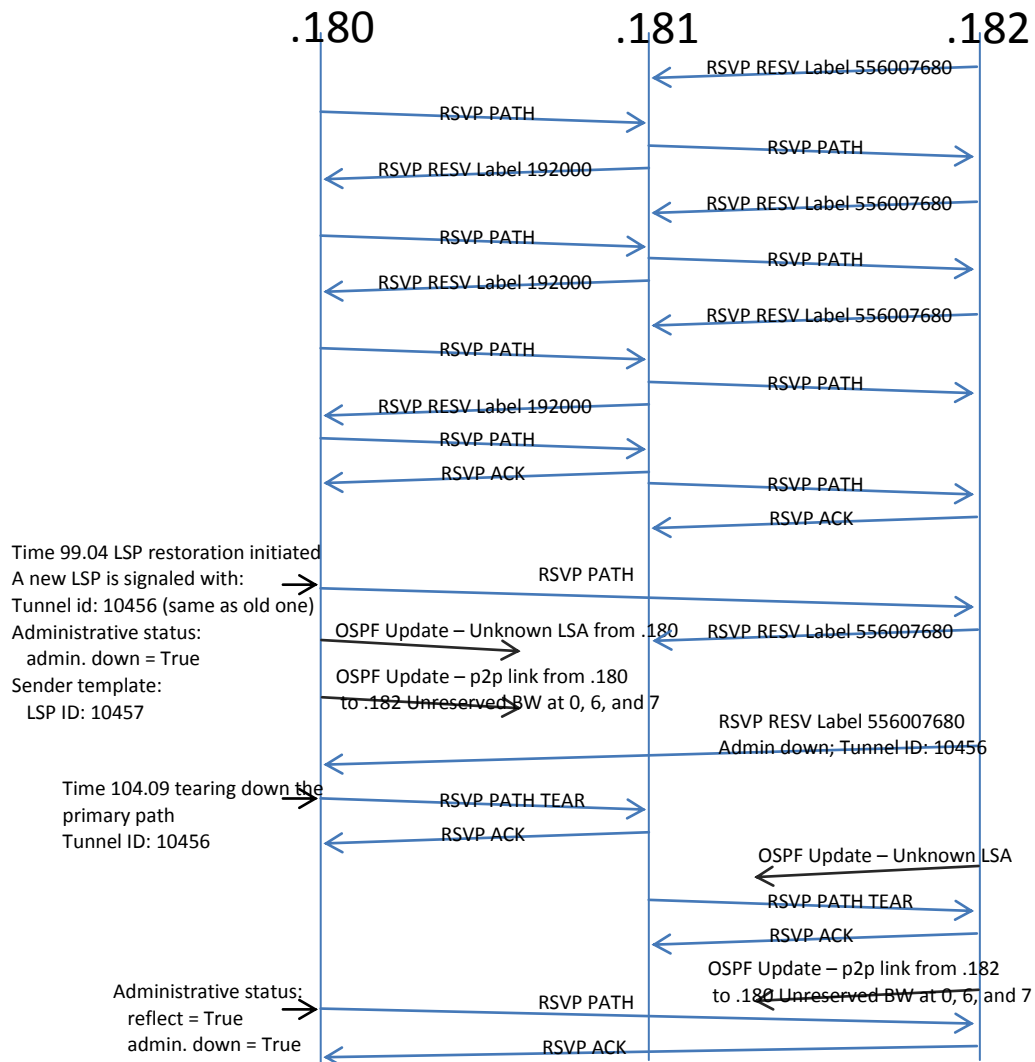 .180 .181 .182
RSVP RESV Label 556007680
RSVP PATH
RSVP PATH
RSVP RESV Label 192000
RSVP RESV Label 556007680
RSVP PATH
RSVP PATH
RSVP RESV Label 192000
RSVP RESV Label 556007680
RSVP PATH
RSVP PATH
RSVP RESV Label 192000
RSVP PATH
RSVP ACK
RSVP PATH
RSVP ACK
Time 99.04 LSP restoration initiated
A new LSP is signaled with:
Tunnel id: 10456 (same as old one)
Administrative status:
admin. down = True
Sender template:
LSP ID: 10457
RSVP PATH
OSPF Update – Unknown LSA from .180
RSVP RESV Label 556007680
OSPF Update – p2p link from .180
to .182 Unreserved BW at 0, 6, and 7
RSVP RESV Label 556007680
Admin down; Tunnel ID: 10456
Time 104.09 tearing down the
primary path
Tunnel ID: 10456
RSVP PATH TEAR
RSVP ACK
OSPF Update – Unknown LSA
RSVP PATH TEAR
RSVP ACK
OSPF Update – p2p link from .182
to .180 Unreserved BW at 0, 6, and 7
Administrative status:
reflect = True
admin. down = True
RSVP PATH
RSVP ACK